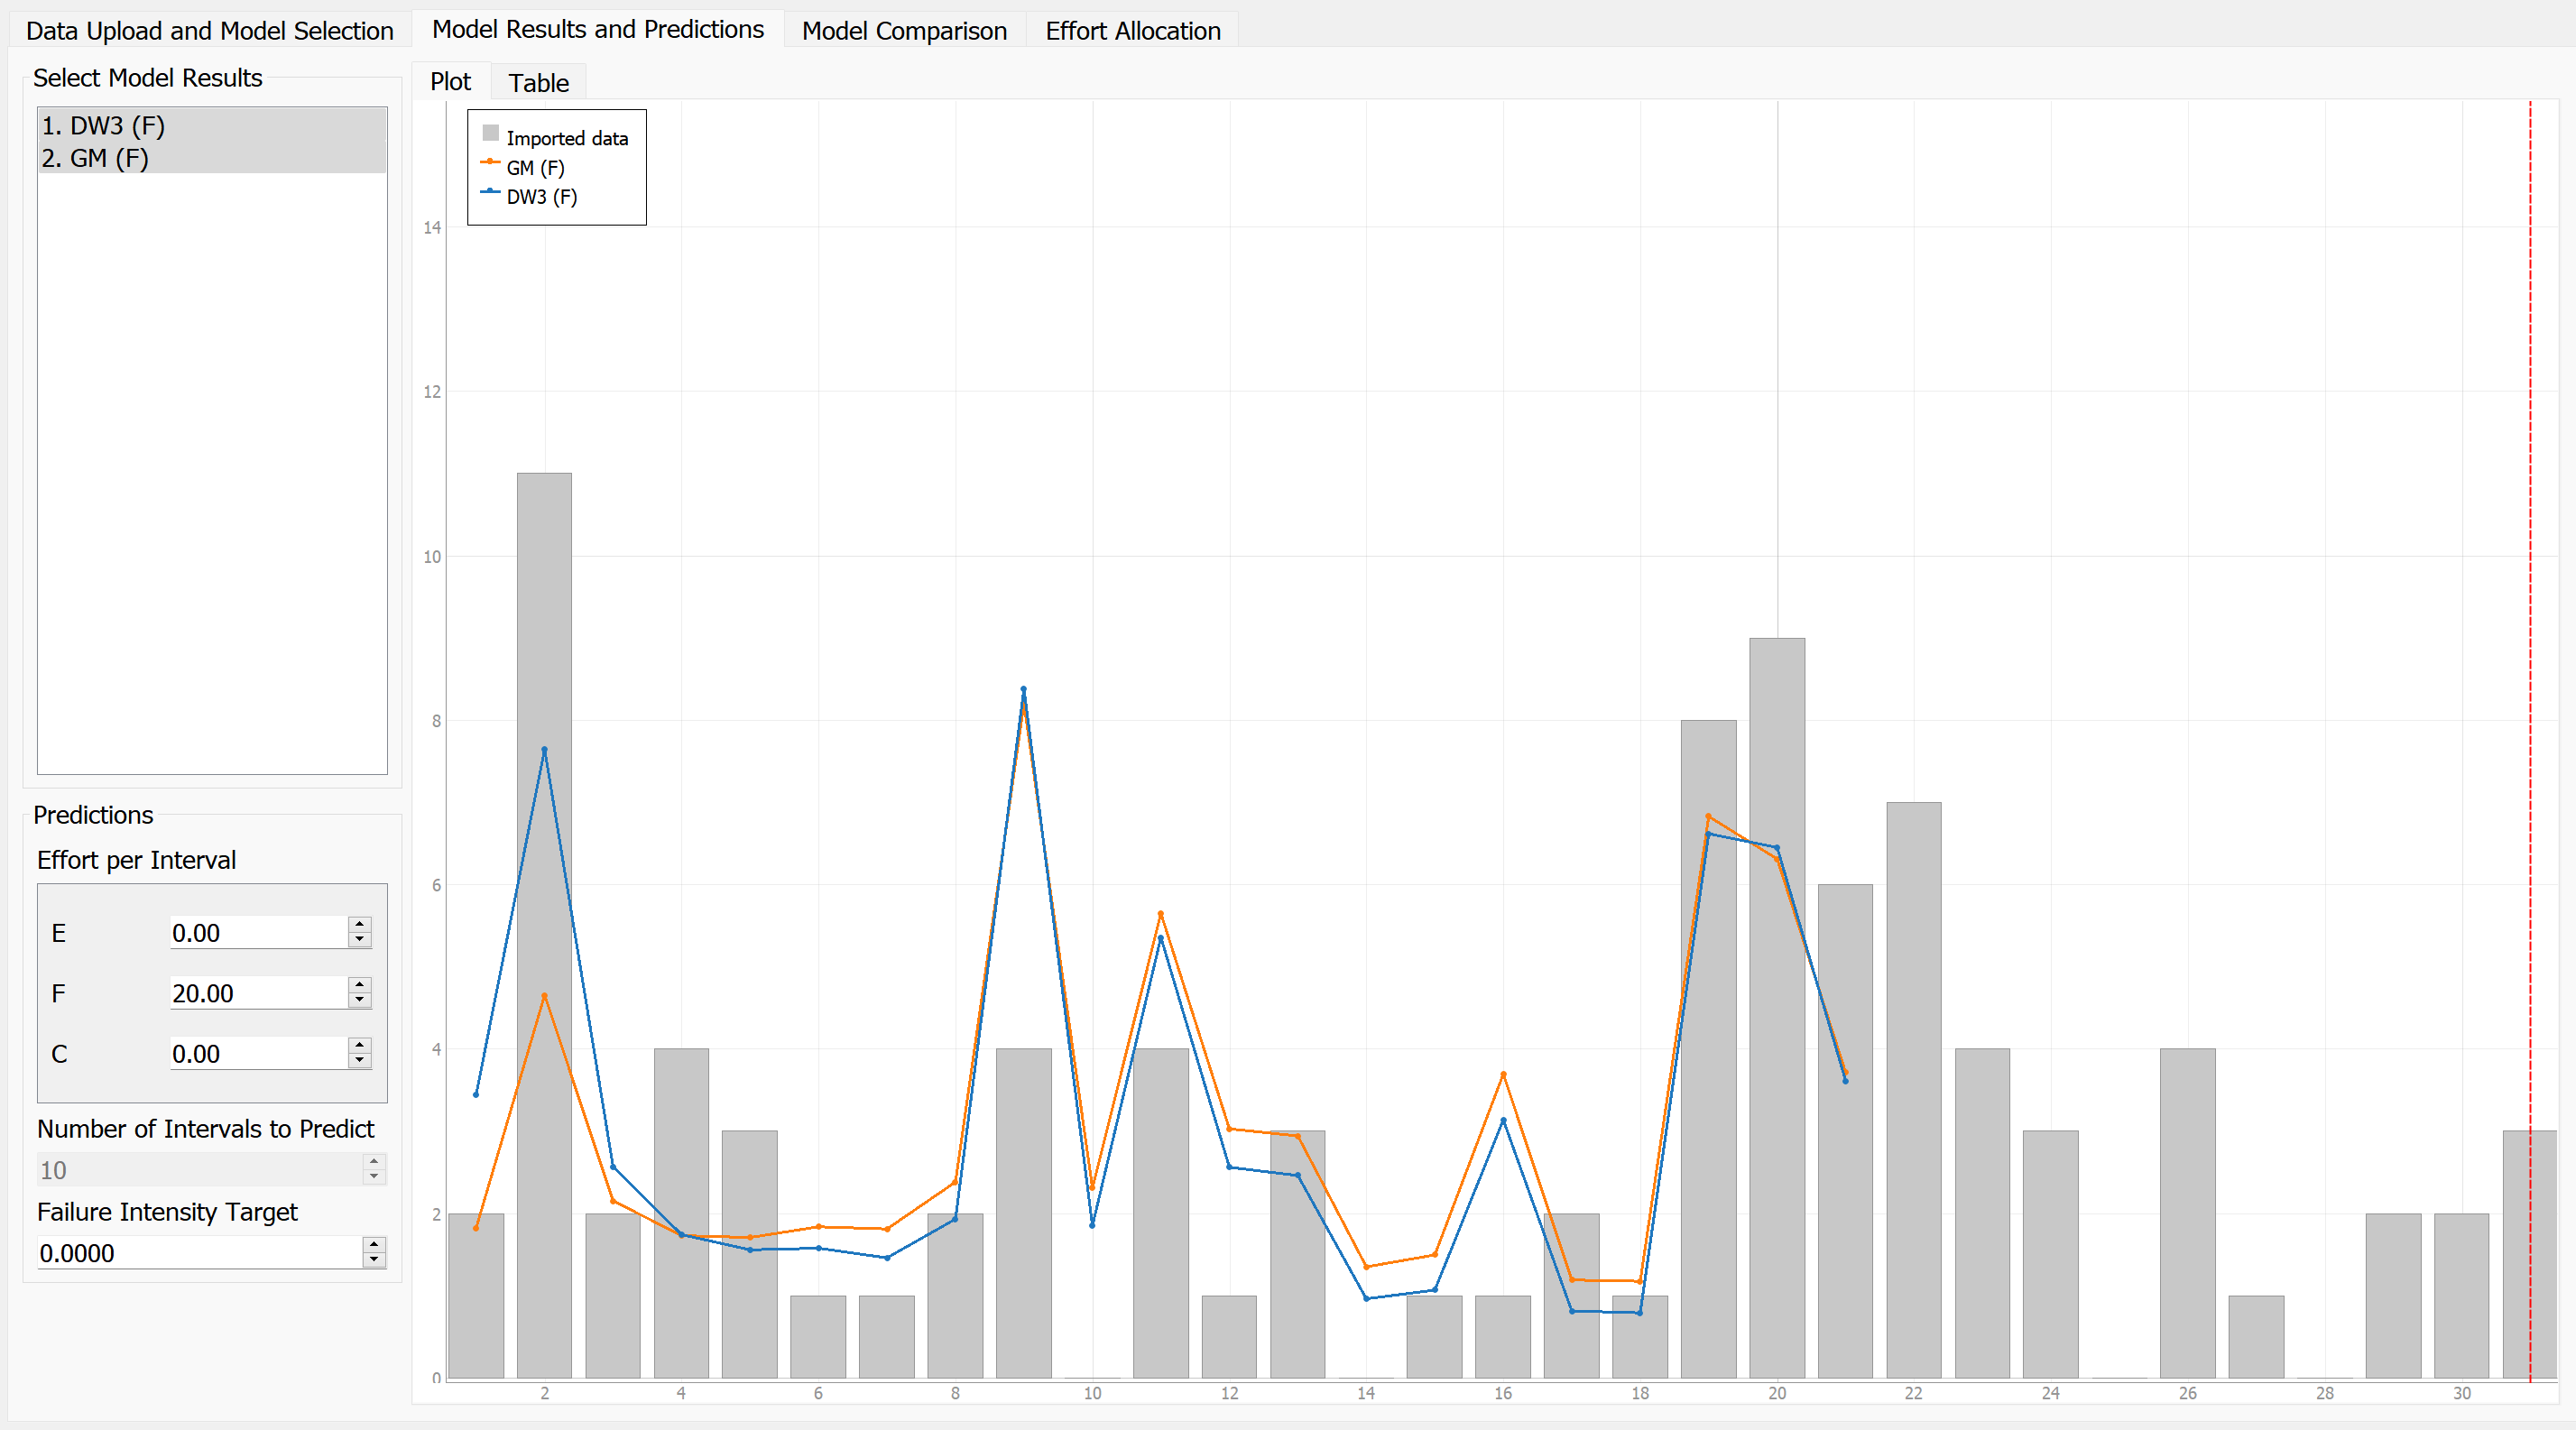 Data Upload and Model Selection Model Results and Predictions Model Comparison Effort Allocation
Select Model Results
1. DW3 (F)
2. GM (F)
Predictions
Effort per Interval
E 0.00
F 20.00
C 0.00
Number of Intervals to Predict
10
Failure Intensity Target
0.0000
Plot Table
Imported data
GM (F)
DW3 (F)
14
12
10
8
6
4
2
0
2 4 6 8 10 12 14 16 18 20 22 24 26 28 30